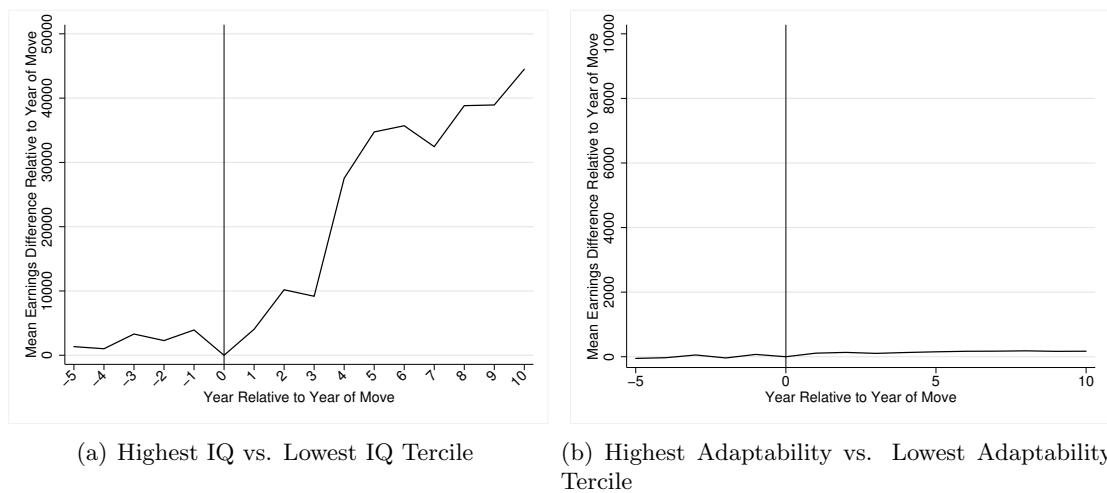 Mean Earnings Difference Relative to Year of Move
50000
40000
30000
20000
10000
0
−5 −4 −3 −2 −1 0 1 2 3 4 5 6 7 8 9 10
Year Relative to Year of Move
(a) Highest IQ vs. Lowest IQ Tercile
Mean Earnings Difference Relative to Year of Move
10000
8000
6000
4000
2000
0
−5 0 5 10
Year Relative to Year of Move
(b) Highest Adaptability vs. Lowest Adaptability
Tercile